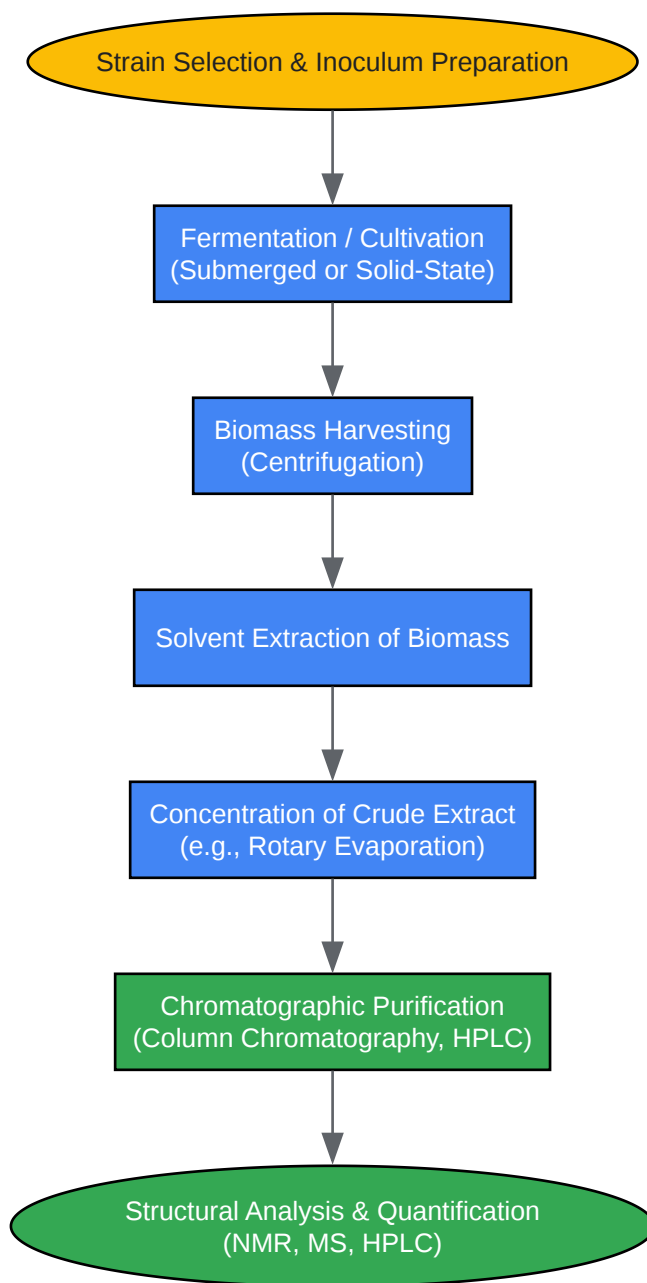 Strain Selection & Inoculum Preparation
Fermentation / Cultivation
(Submerged or Solid-State)
Biomass Harvesting
(Centrifugation)
Solvent Extraction of Biomass
Concentration of Crude Extract
(e.g., Rotary Evaporation)
Chromatographic Purification
(Column Chromatography, HPLC)
Structural Analysis & Quantification
(NMR, MS, HPLC)